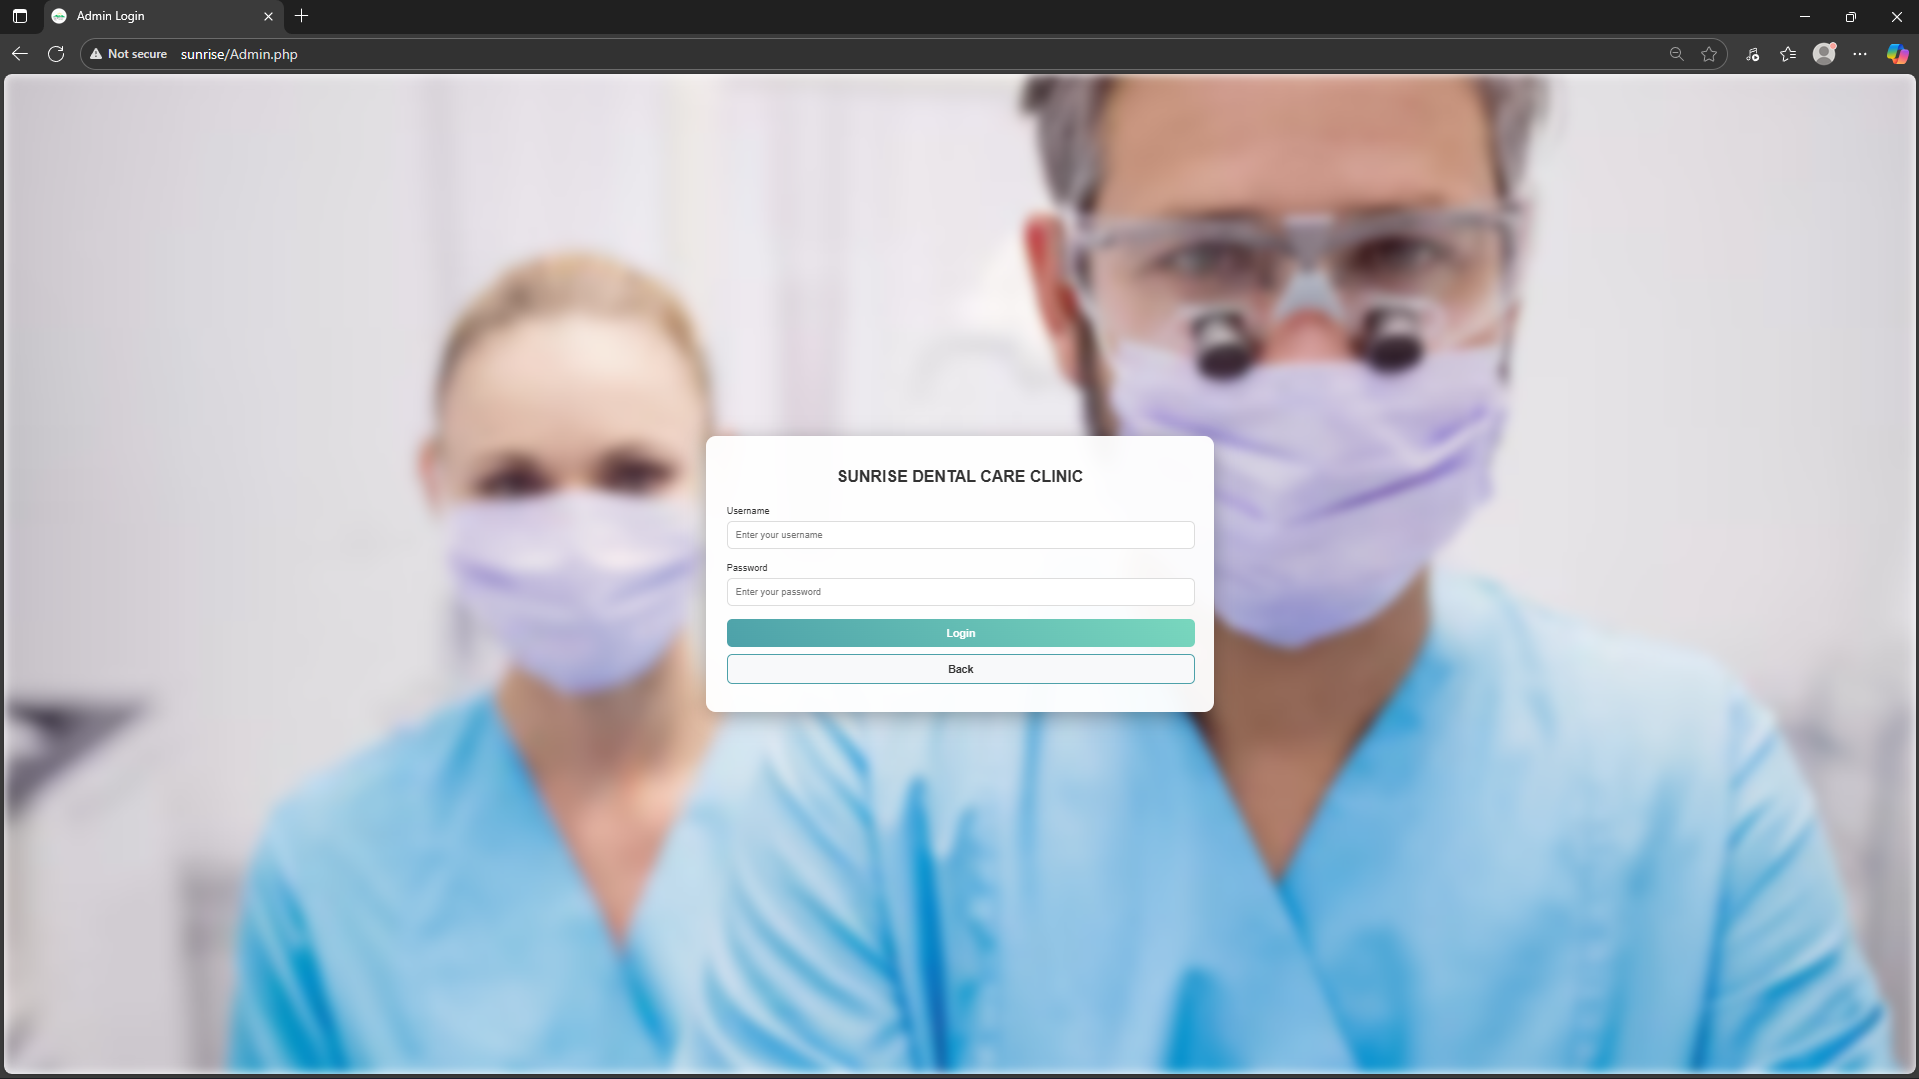 Admin Login
Not secure
sunrise/Admin.php
SUNRISE DENTAL CARE CLINIC
Username
Enter your username
Password
Enter your password
Login
Back